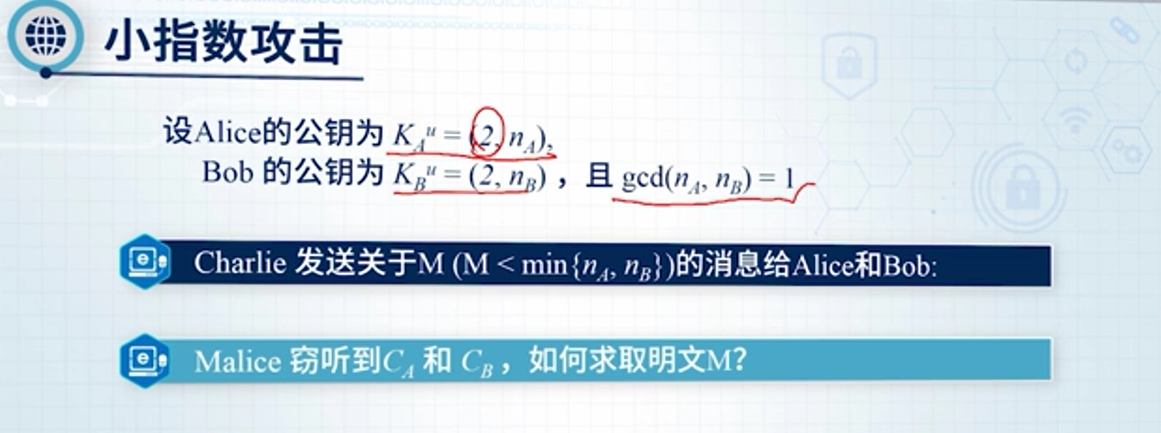 小指数攻击
设Alice的公钥为 K_A^u = (2, n_A),
Bob 的公钥为 K_B^u = (2, n_B) ，且 gcd(n_A, n_B) = 1
Charlie 发送关于M (M < min{n_A, n_B})的消息给Alice和Bob:
Malice 窃听到C_A 和 C_B ，如何求取明文M?